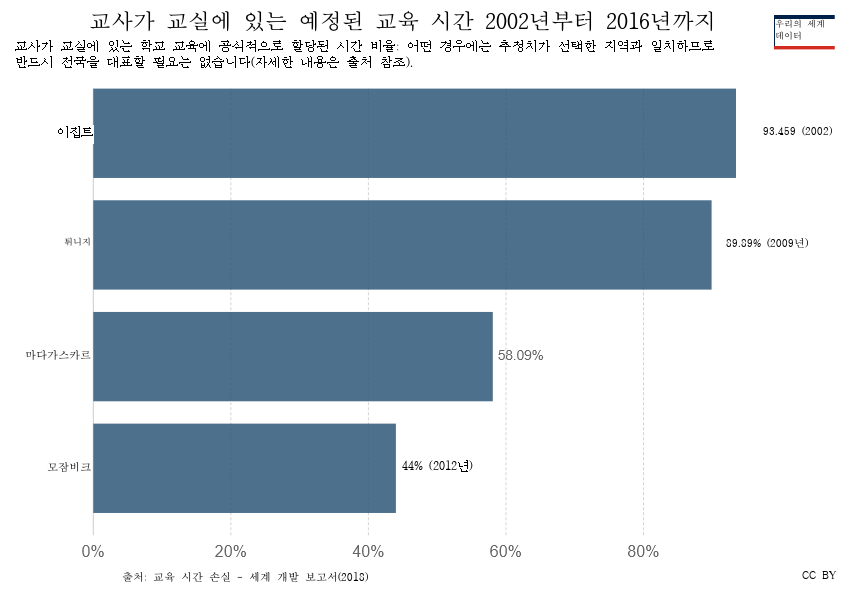 교사가 교실에 있는 예정된 교육 시간 2002년부터 2016년까지
우리의 세계
데이터
교사가 교실에 있는 학교 교육에 공식적으로 할당된 시간 비율: 어떤 경우에는 추정치가 선택한 지역과 일치하므로
반드시 전국을 대표할 필요는 없습니다(자세한 내용은 출처 참조).
이집트 93.459 (2002)
튀니지 89.89% (2009년)
마다가스카르 58.09%
모잠비크 44% (2012년)
0% 20% 40% 60% 80%
출처: 교육 시간 손실 - 세계 개발 보고서(2018)
CC BY